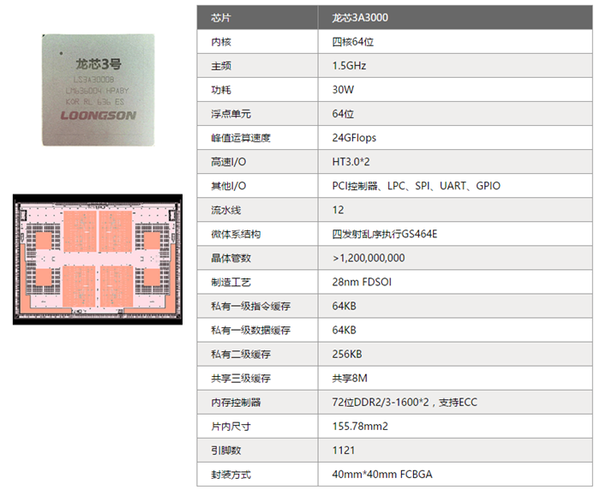 龙芯3号
LS3A3000B
KOR BL 636 ES
LOONGSON
芯片 龙芯3A3000
内核 四核64位
主频 1.5GHz
功耗 30W
浮点单元 64位
峰值运算速度 24GFlops
高速I/O HT3.0*2
其他I/O PCI控制器、LPC、SPI、UART、GPIO
流水线 12
微体系结构 四发射乱序执行GS464E
晶体管数 >1,200,000,000
制造工艺 28nm FDSOI
私有一级指令缓存 64KB
私有一级数据缓存 64KB
私有二级缓存 256KB
共享三级缓存 共享8M
内存控制器 72位DDR2/3-1600*2，支持ECC
片内尺寸 155.78mm2
引脚数 1121
封装方式 40mm*40mm FCBGA